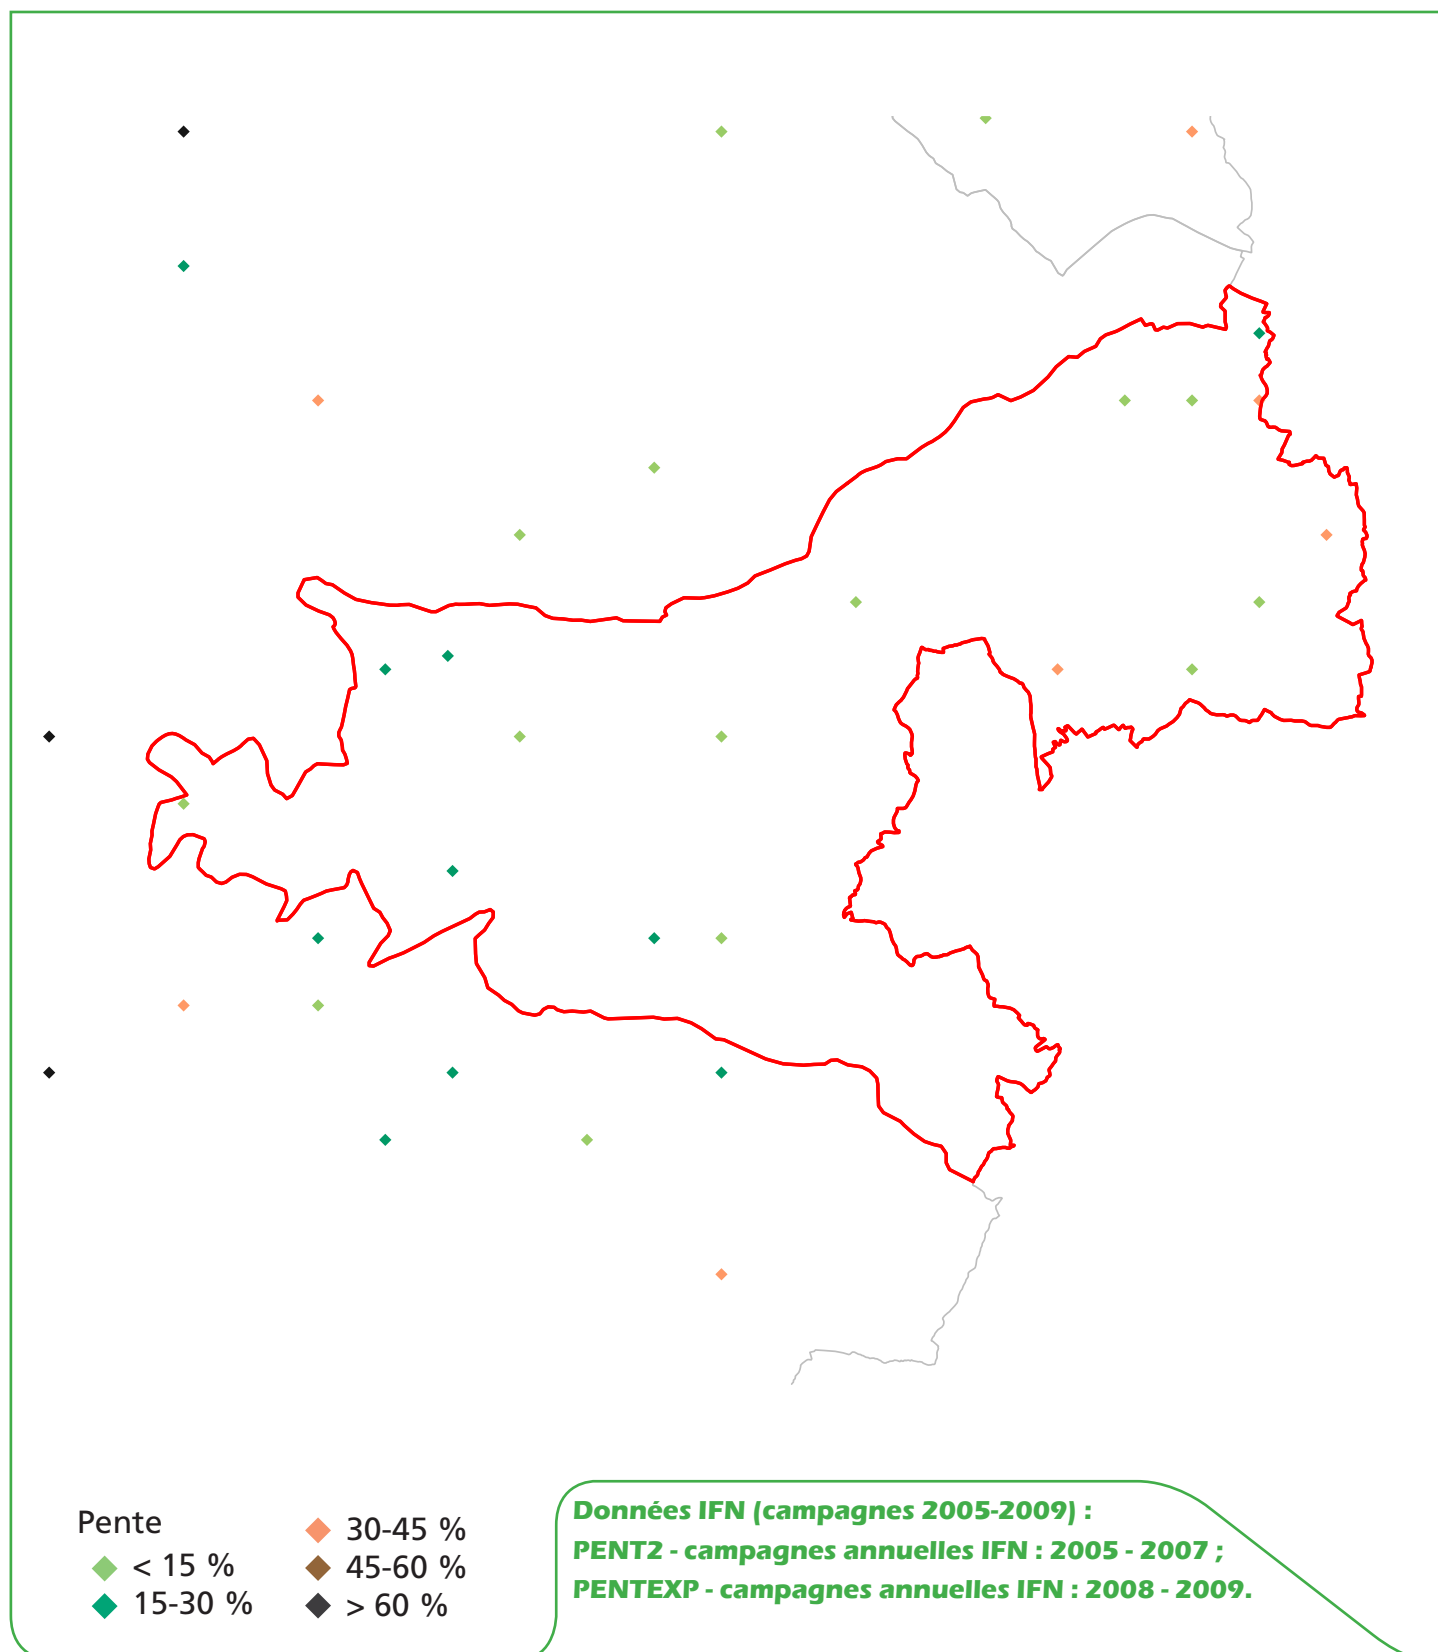 Pente
< 15 %
15-30 %
30-45 %
45-60 %
> 60 %
Données IFN (campagnes 2005-2009) :
PENT2 - campagnes annuelles IFN : 2005 - 2007 ;
PENTEXP - campagnes annuelles IFN : 2008 - 2009.